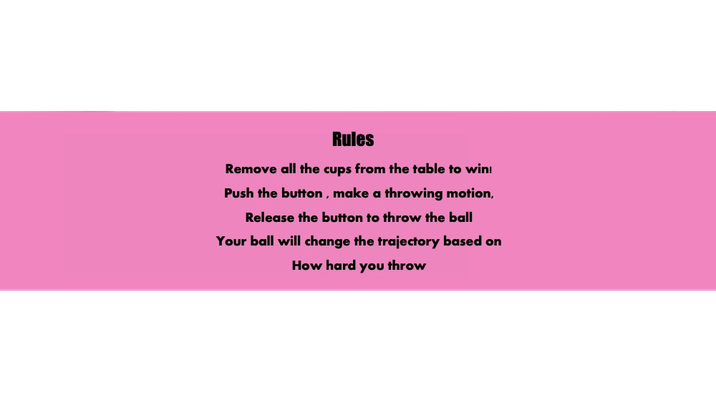 Rules
Remove all the cups from the table to win!
Push the button , make a throwing motion,
Release the button to throw the ball
Your ball will change the trajectory based on
How hard you throw